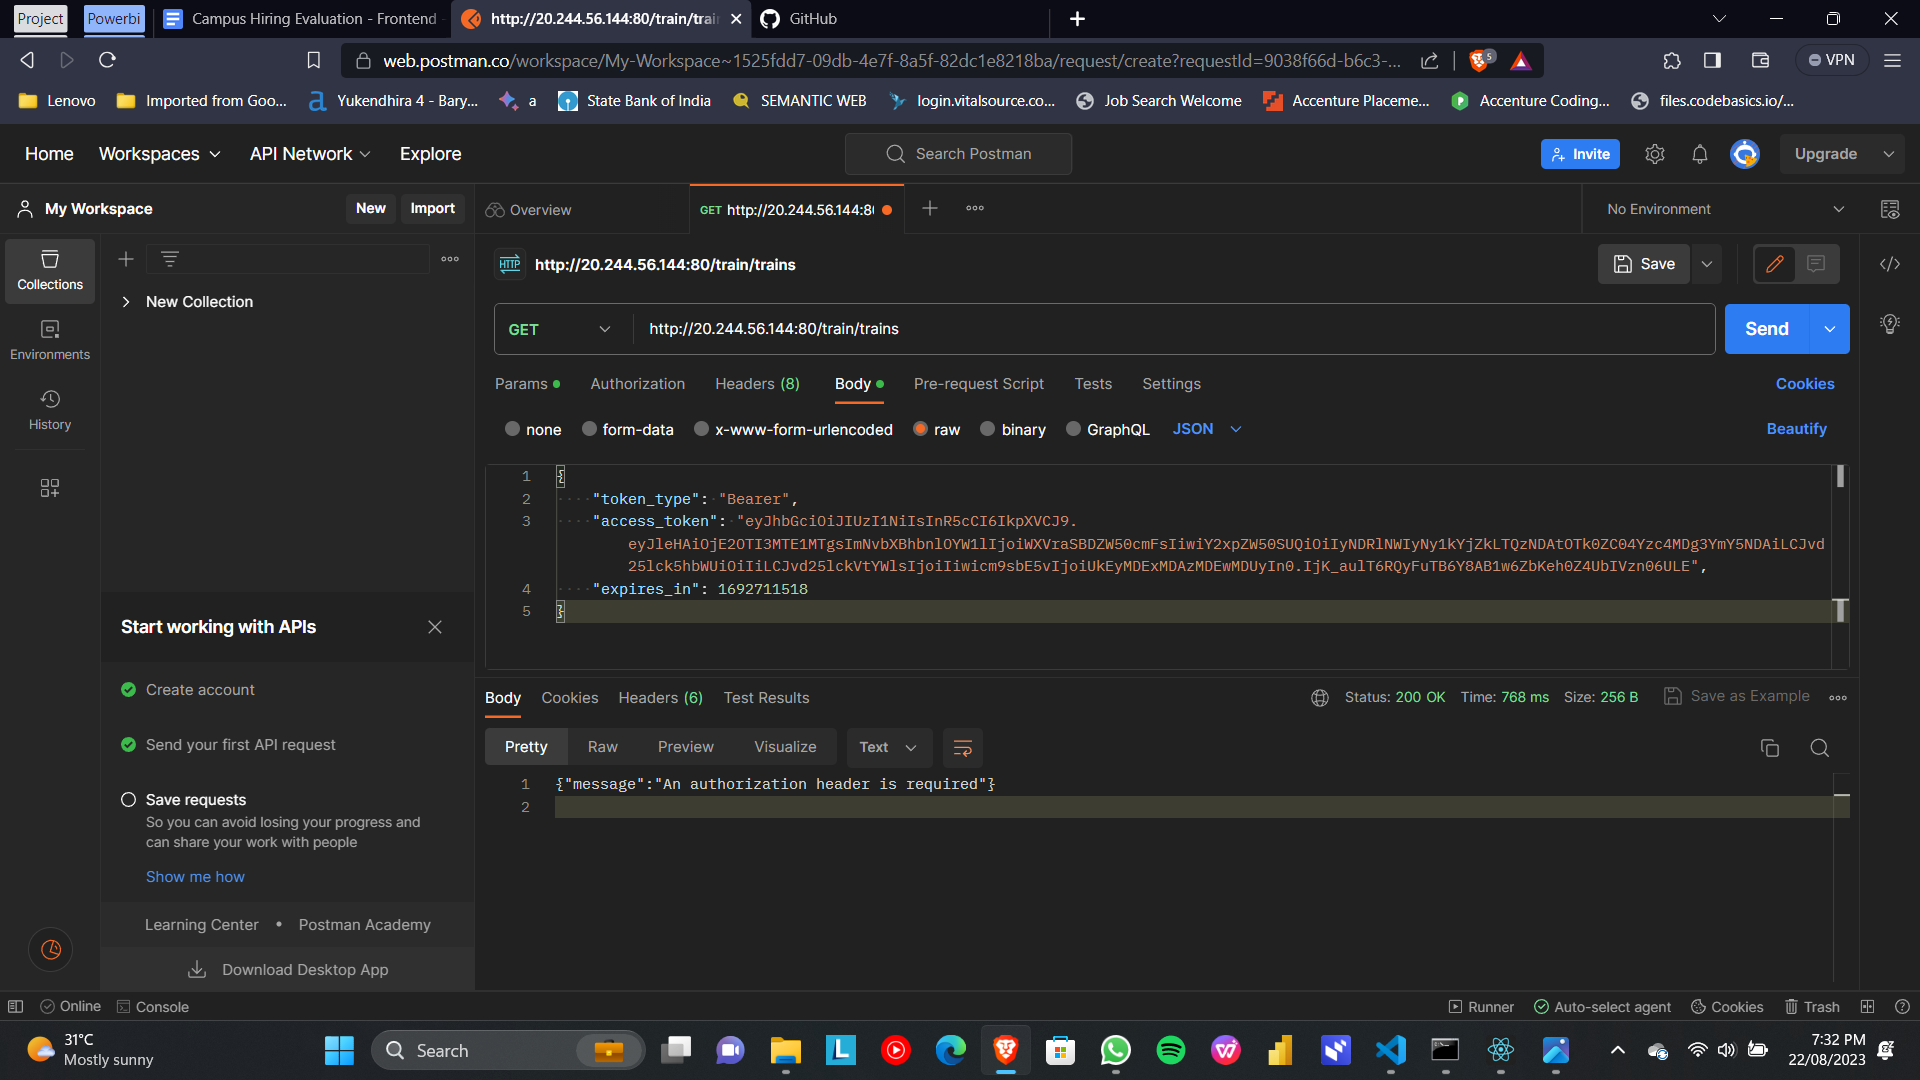 Project
Powerbi
Campus Hiring Evaluation - Frontend
http://20.244.56.144:80/train/trai
GitHub
web.postman.co/workspace/My-Workspace~1525fdd7-09db-4e7f-8a5f-82dc1e8218ba/request/create?requestId=9038f66d-b6c3-...
5
VPN
Lenovo
Imported from Goo...
Yukendhira 4 - Bary...
a
State Bank of India
SEMANTIC WEB
login.vitalsource.co...
Job Search Welcome
Accenture Placeme...
Accenture Coding...
files.codebasics.io/...
Home
Workspaces
API Network
Explore
Search Postman
Invite
Upgrade
My Workspace
New
Import
Overview
GET http://20.244.56.144:8
No Environment
Collections
New Collection
HTTP
http://20.244.56.144:80/train/trains
Save
Environments
GET
http://20.244.56.144:80/train/trains
Send
History
Params
Authorization
Headers (8)
Body
Pre-request Script
Tests
Settings
Cookies
none
form-data
x-www-form-urlencoded
raw
binary
GraphQL
JSON
Beautify
1 {
2 "token_type": "Bearer",
3 "access_token": "eyJhbGciOiJIUzI1NiIsInR5cCI6IkpXVCJ9.
eyJleHAiOjE2OTI3MTE1MTgsImNvbXBhbnlOYW1lIjoiWXVraSBDZW50cmFsIiwiY2xpZW50SUQiOiIyNDRlNWIyNy1kYjZkLTQzNDAtOTk0ZC04Yzc4MDg3YmY5NDAiLCJvd
25lck5hbWUiOiIiLCJvd25lckVtYWlsIjoiIiwicm9sbE5vIjoiUkEyMDExMDAzMDEwMDUyIn0.IjK_aulT6RQyFuTB6Y8AB1w6ZbKeh0Z4UbIVzn06ULE",
4 "expires_in": 1692711518
5 }
Start working with APIs
Create account
Send your first API request
Save requests
So you can avoid losing your progress and
can share your work with people
Show me how
Learning Center • Postman Academy
Download Desktop App
Body
Cookies
Headers (6)
Test Results
Status: 200 OK
Time: 768 ms
Size: 256 B
Save as Example
Pretty
Raw
Preview
Visualize
Text
1 {"message":"An authorization header is required"}
2
Online
Console
Runner
Auto-select agent
Cookies
Trash
31°C
Mostly sunny
Search
7:32 PM
22/08/2023